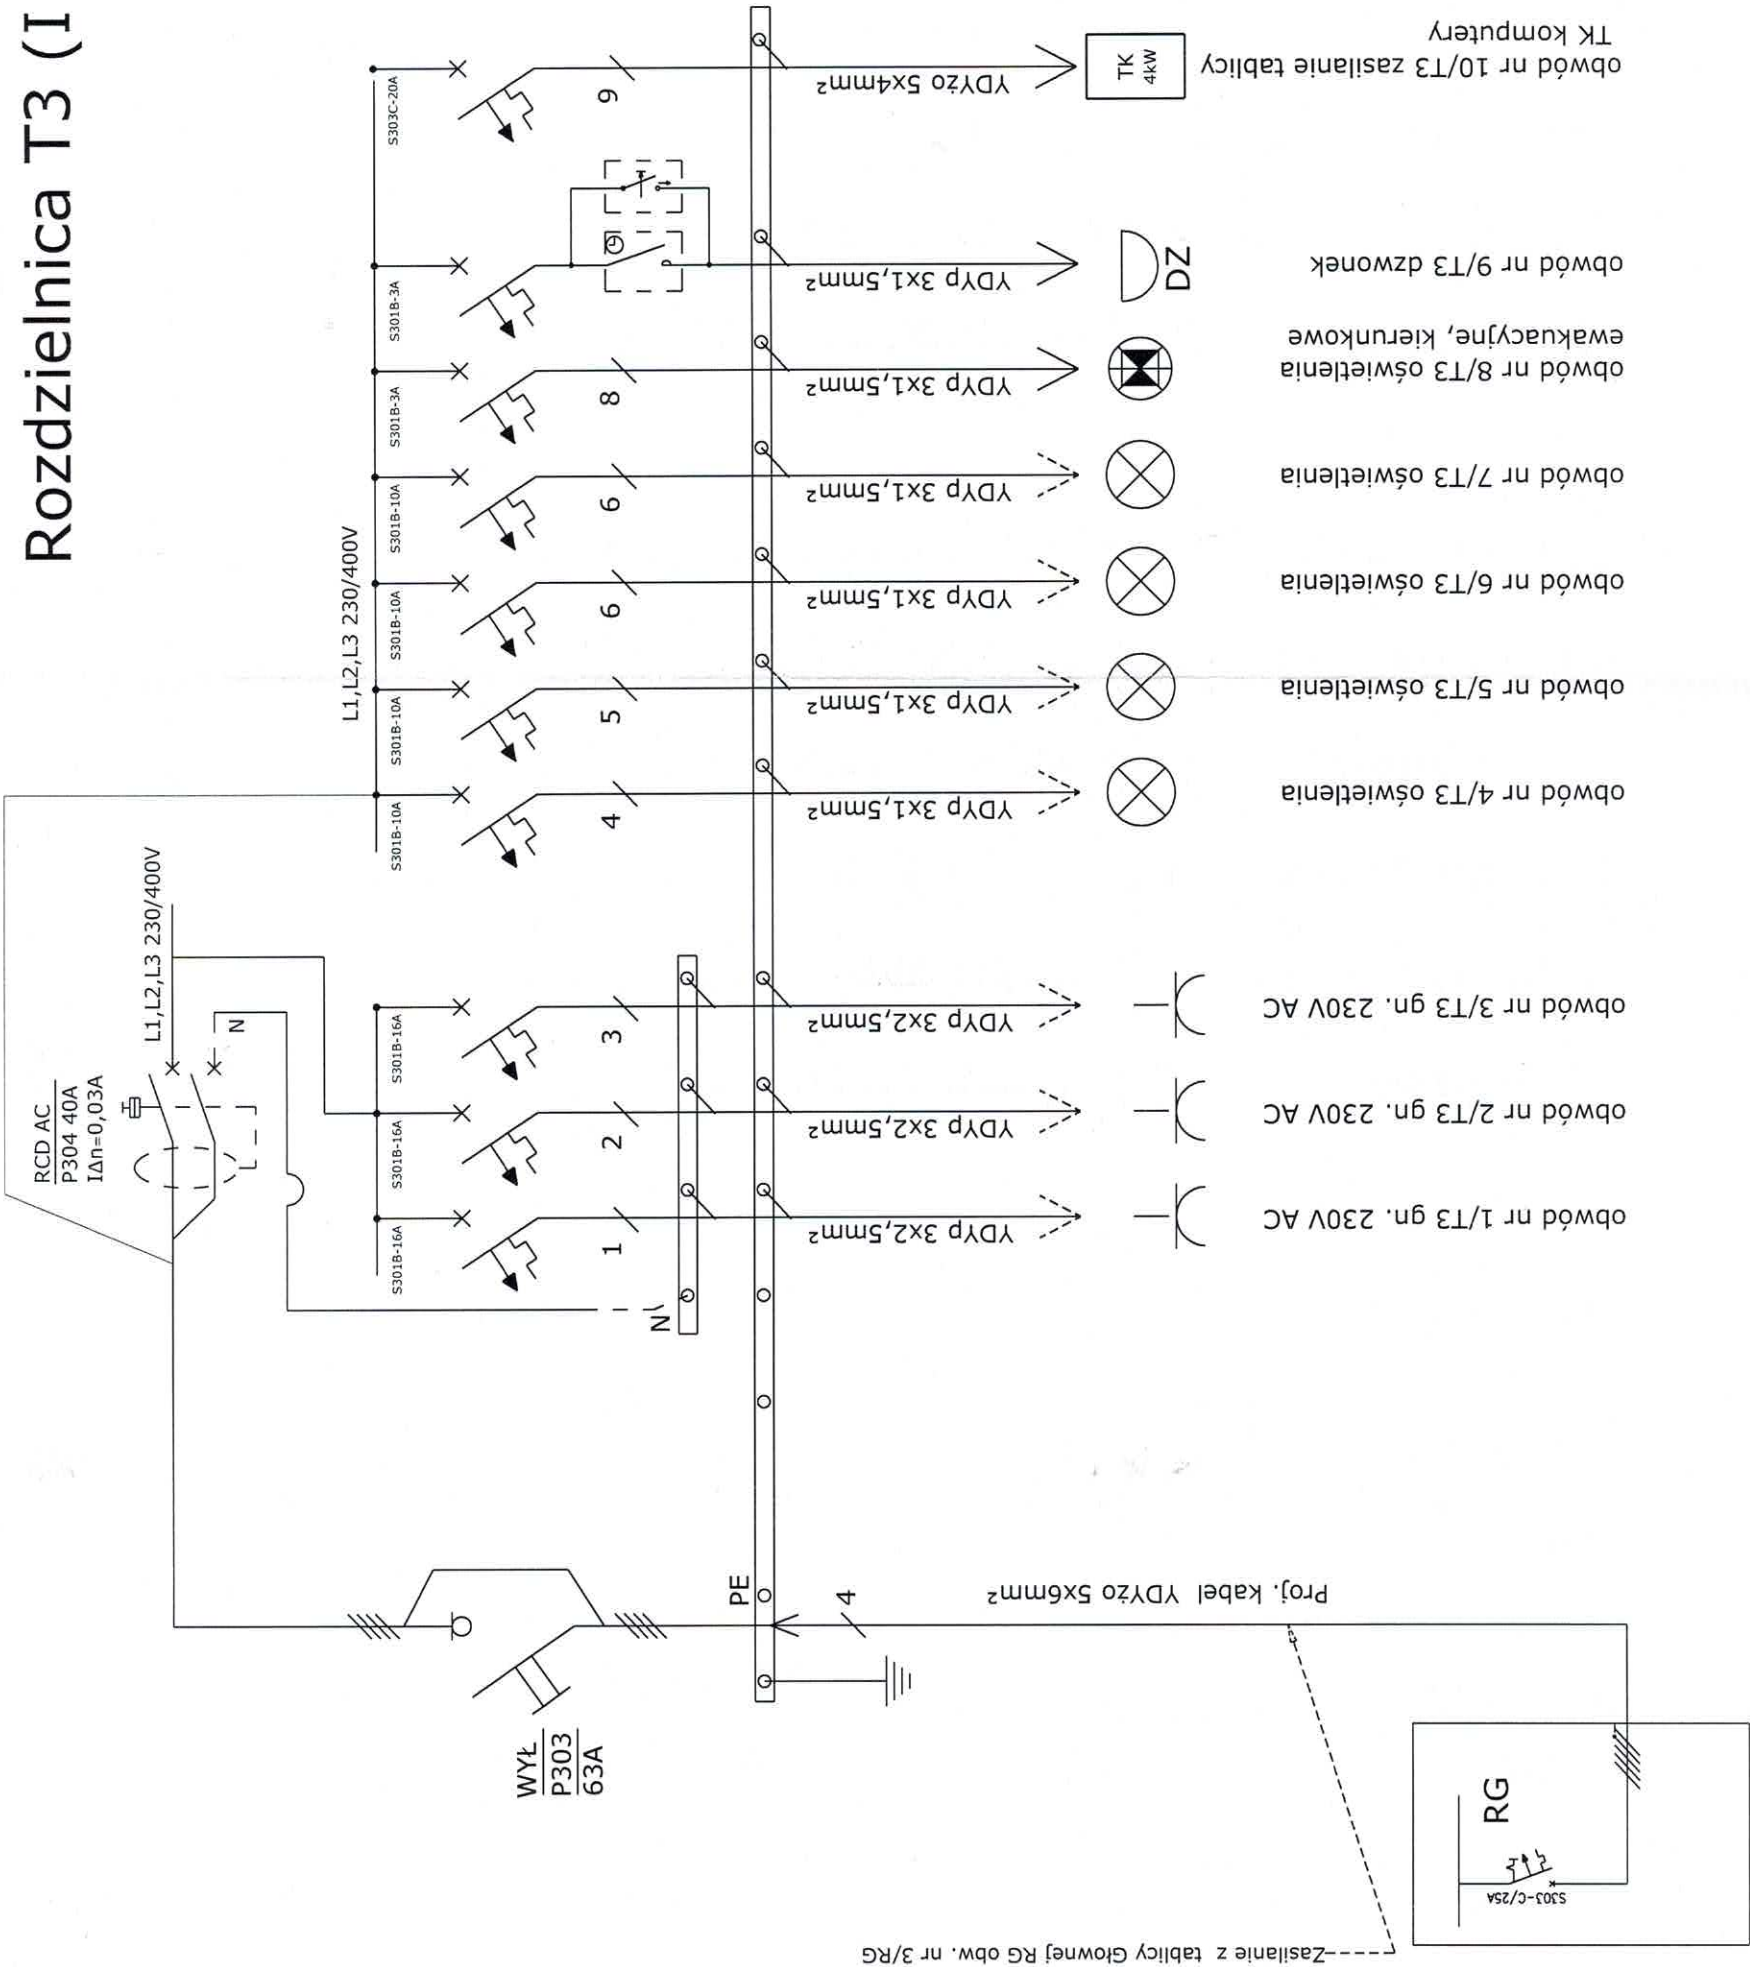 Rozdzielnica T3 (I
RCD AC
P304 40A
IΔn=0,03A
L1,L2,L3 230/400V
N
L1,L2,L3 230/400V
S301B-16A
S301B-16A
S301B-16A
S301B-10A
S301B-10A
S301B-10A
S301B-10A
S301B-3A
S301B-3A
S303C-20A
WYŁ
P303
63A
1
2
3
4
5
6
6
8
9
N
PE
4
YDYp 3x2,5mm²
YDYp 3x2,5mm²
YDYp 3x2,5mm²
YDYp 3x1,5mm²
YDYp 3x1,5mm²
YDYp 3x1,5mm²
YDYp 3x1,5mm²
YDYp 3x1,5mm²
YDYp 3x1,5mm²
YDYżo 5x4mm²
Proj. kabel YDYżo 5x6mm²
DZ
TK
4kW
obwód nr 1/T3 gn. 230V AC
obwód nr 2/T3 gn. 230V AC
obwód nr 3/T3 gn. 230V AC
obwód nr 4/T3 oświetlenia
obwód nr 5/T3 oświetlenia
obwód nr 6/T3 oświetlenia
obwód nr 7/T3 oświetlenia
obwód nr 8/T3 oświetlenia
ewakuacyjne, kierunkowe
obwód nr 9/T3 dzwonek
obwód nr 10/T3 zasilanie tablicy
TK komputery
RG
S303-C/25A
Zasilanie z tablicy Głownej RG obw. nr 3/RG